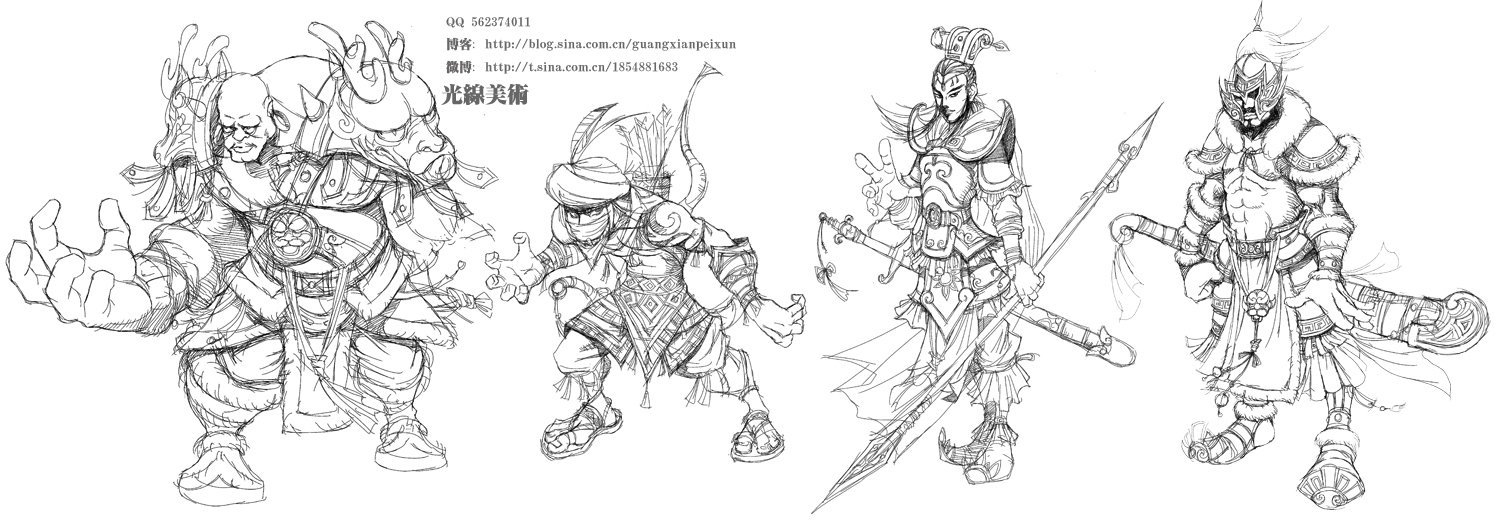 QQ 562374011
博客: http://blog.sina.com.cn/guangxianpeixun
微博: http://t.sina.com.cn/1854881683
光線美術